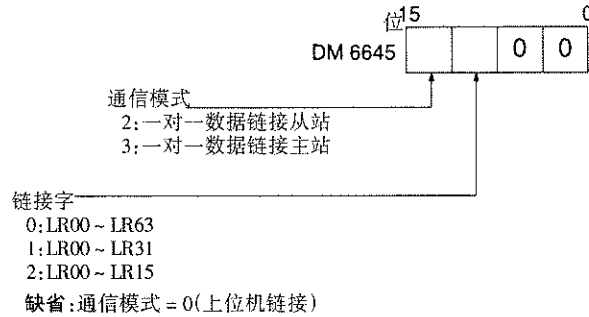 位15 0
DM 6645 0 0
通信模式
2:一对一数据链接从站
3:一对一数据链接主站
链接字
0:LR00~LR63
1:LR00~LR31
2:LR00~LR15
缺省:通信模式=0(上位机链接)